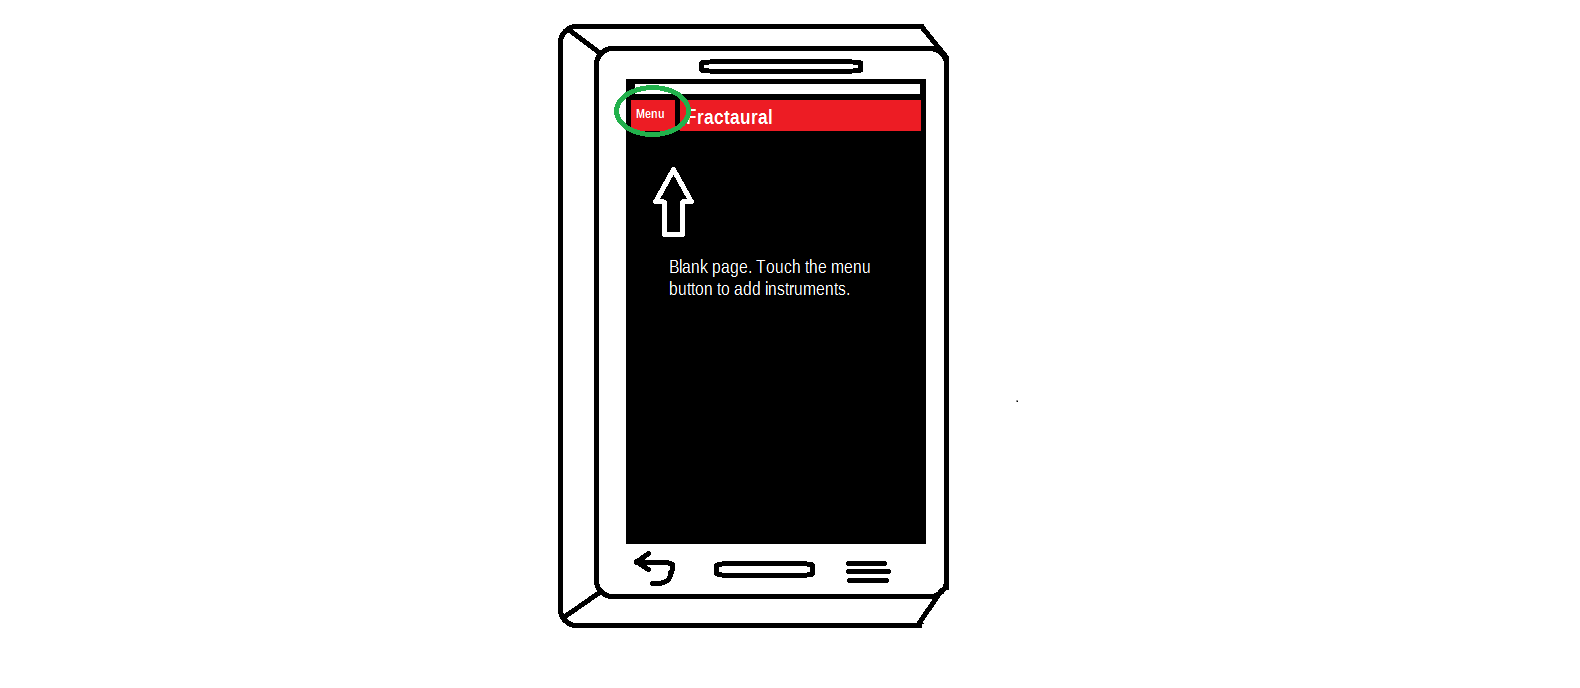 Menu Fractaural
Blank page. Touch the menu
button to add instruments.